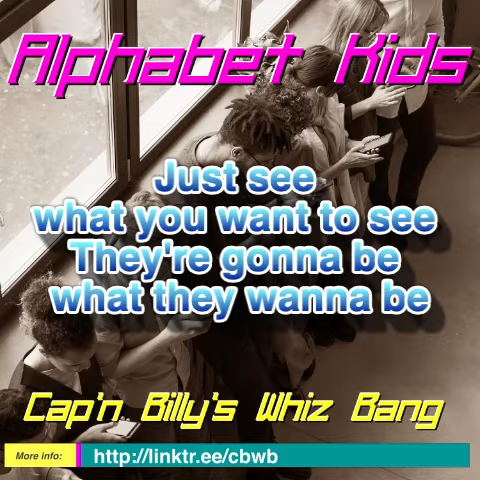 Alphabet Kids
Just see
what you want to see
They're gonna be
what they wanna be
Cap'n Billy's Whiz Bang
More info: http://linktr.ee/cbwb